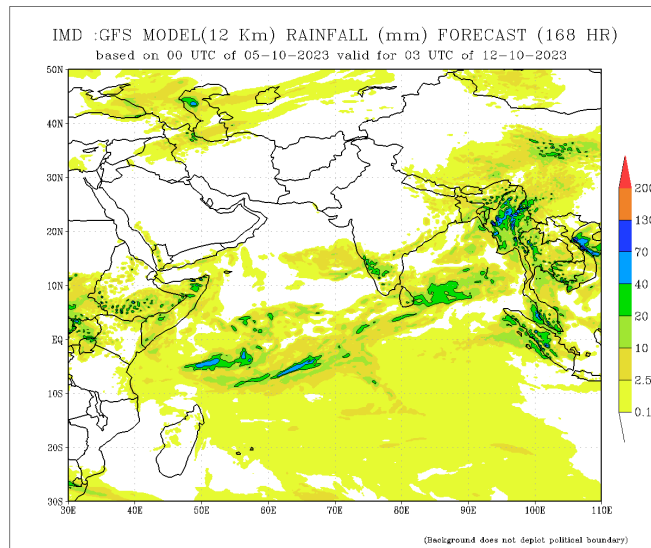 IMD :GFS MODEL(12 Km) RAINFALL (mm) FORECAST (168 HR)
based on 00 UTC of 05-10-2023 valid for 03 UTC of 12-10-2023
50N
40N
30N
20N
10N
EQ
10S
20S
30S
30E 40E 50E 60E 70E 80E 90E 100E 110E
200
130
70
40
20
10
2.5
0.1
(Background does not depict political boundary)